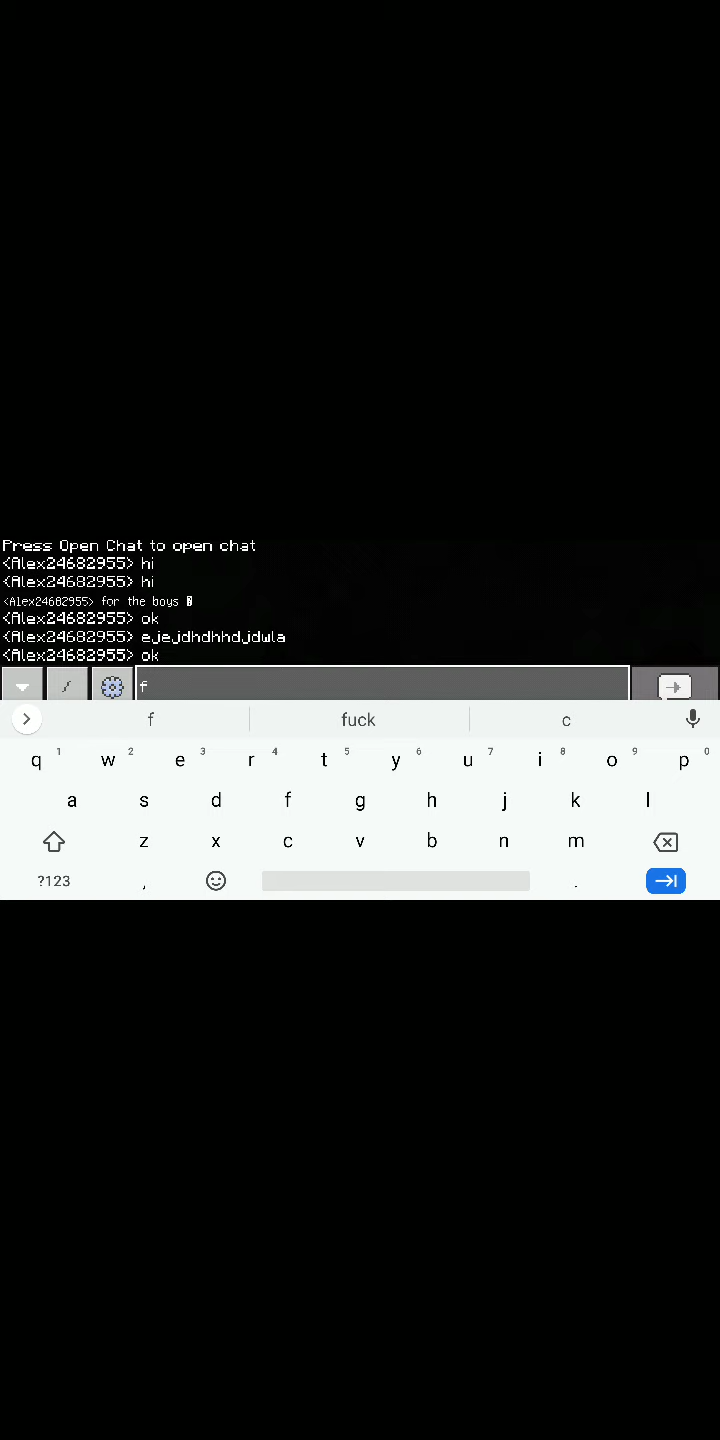 Press Open Chat to open chat
<Alex24682955> hi
<Alex24682955> hi
<Alex24682955> for the boys
<Alex24682955> ok
<Alex24682955> ejejdhdhhdjdwla
<Alex24682955> ok
/ f
f fuck c
q 1 w 2 e 3 r 4 t 5 y 6 u 7 i 8 o 9 p 0
a s d f g h j k l
z x c v b n m
?123 , .